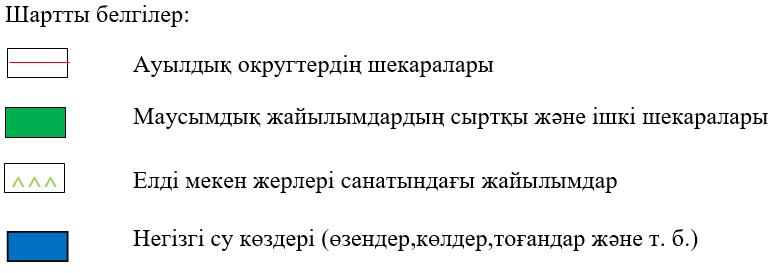 Шартты белгілер:
Ауылдық округтердің шекаралары
Маусымдық жайылымдардың сыртқы және ішкі шекаралары
Елді мекен жерлері санатындағы жайылымдар
Негізгі су көздері (өзендер,көлдер,тоғандар және т. б.)